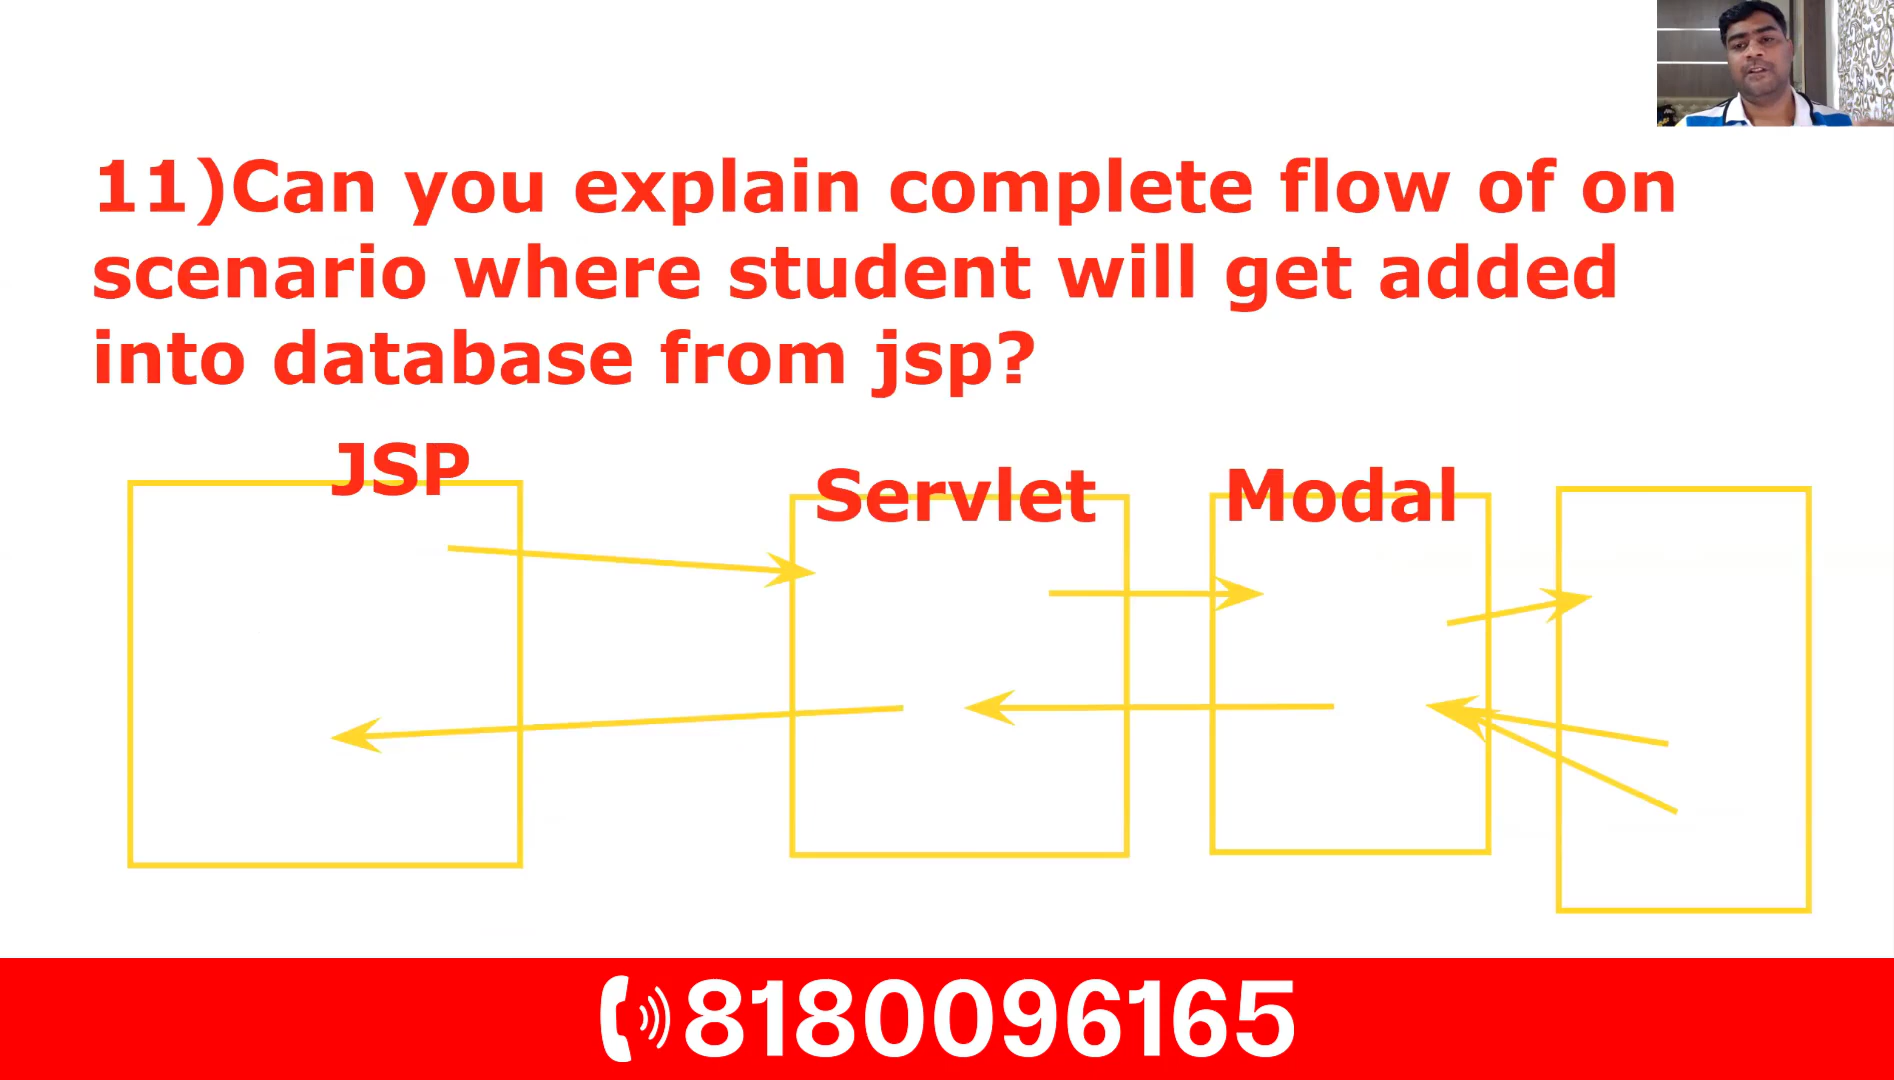 11)Can you explain complete flow of on
scenario where student will get added
into database from jsp?
JSP
Servlet
Modal
8180096165